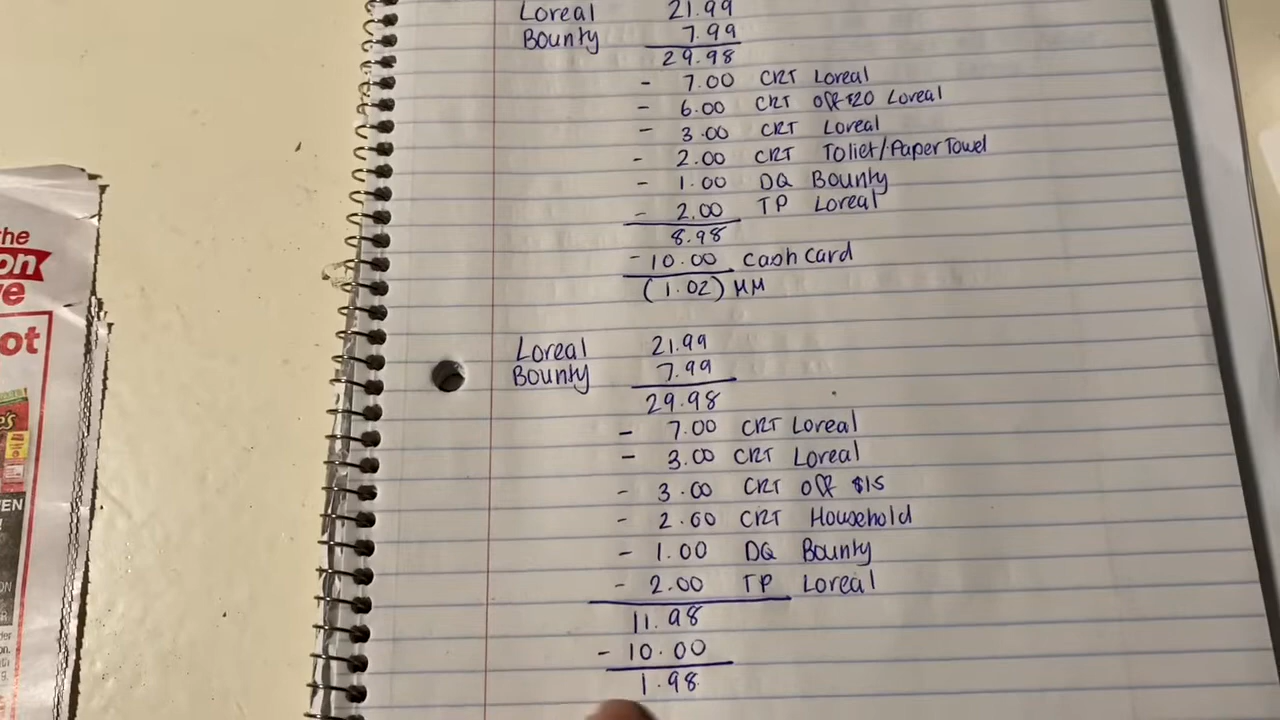 Loreal 21.99
Bounty 7.99
29.98
- 7.00 CRT Loreal
- 6.00 CRT off $20 Loreal
- 3.00 CRT Loreal
- 2.00 CRT Toliet/Paper Towel
- 1.00 DQ Bounty
- 2.00 TP Loreal
8.98
- 10.00 Cash Card
(1.02) MM
Loreal 21.99
Bounty 7.99
29.98
- 7.00 CRT Loreal
- 3.00 CRT Loreal
- 3.00 CRT off $15
- 2.00 CRT Household
- 1.00 DQ Bounty
- 2.00 TP Loreal
11.98
- 10.00
1.98
the
on
e
ot